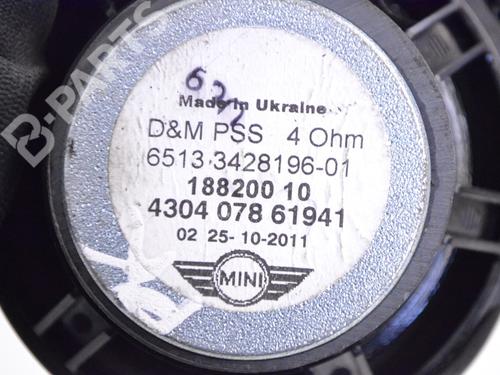 B-PARTS
Made in Ukraine
D&M PSS 4 Ohm
6513 3428196-01
188200 10
4304 078 61941
02 25-10-2011
MINI